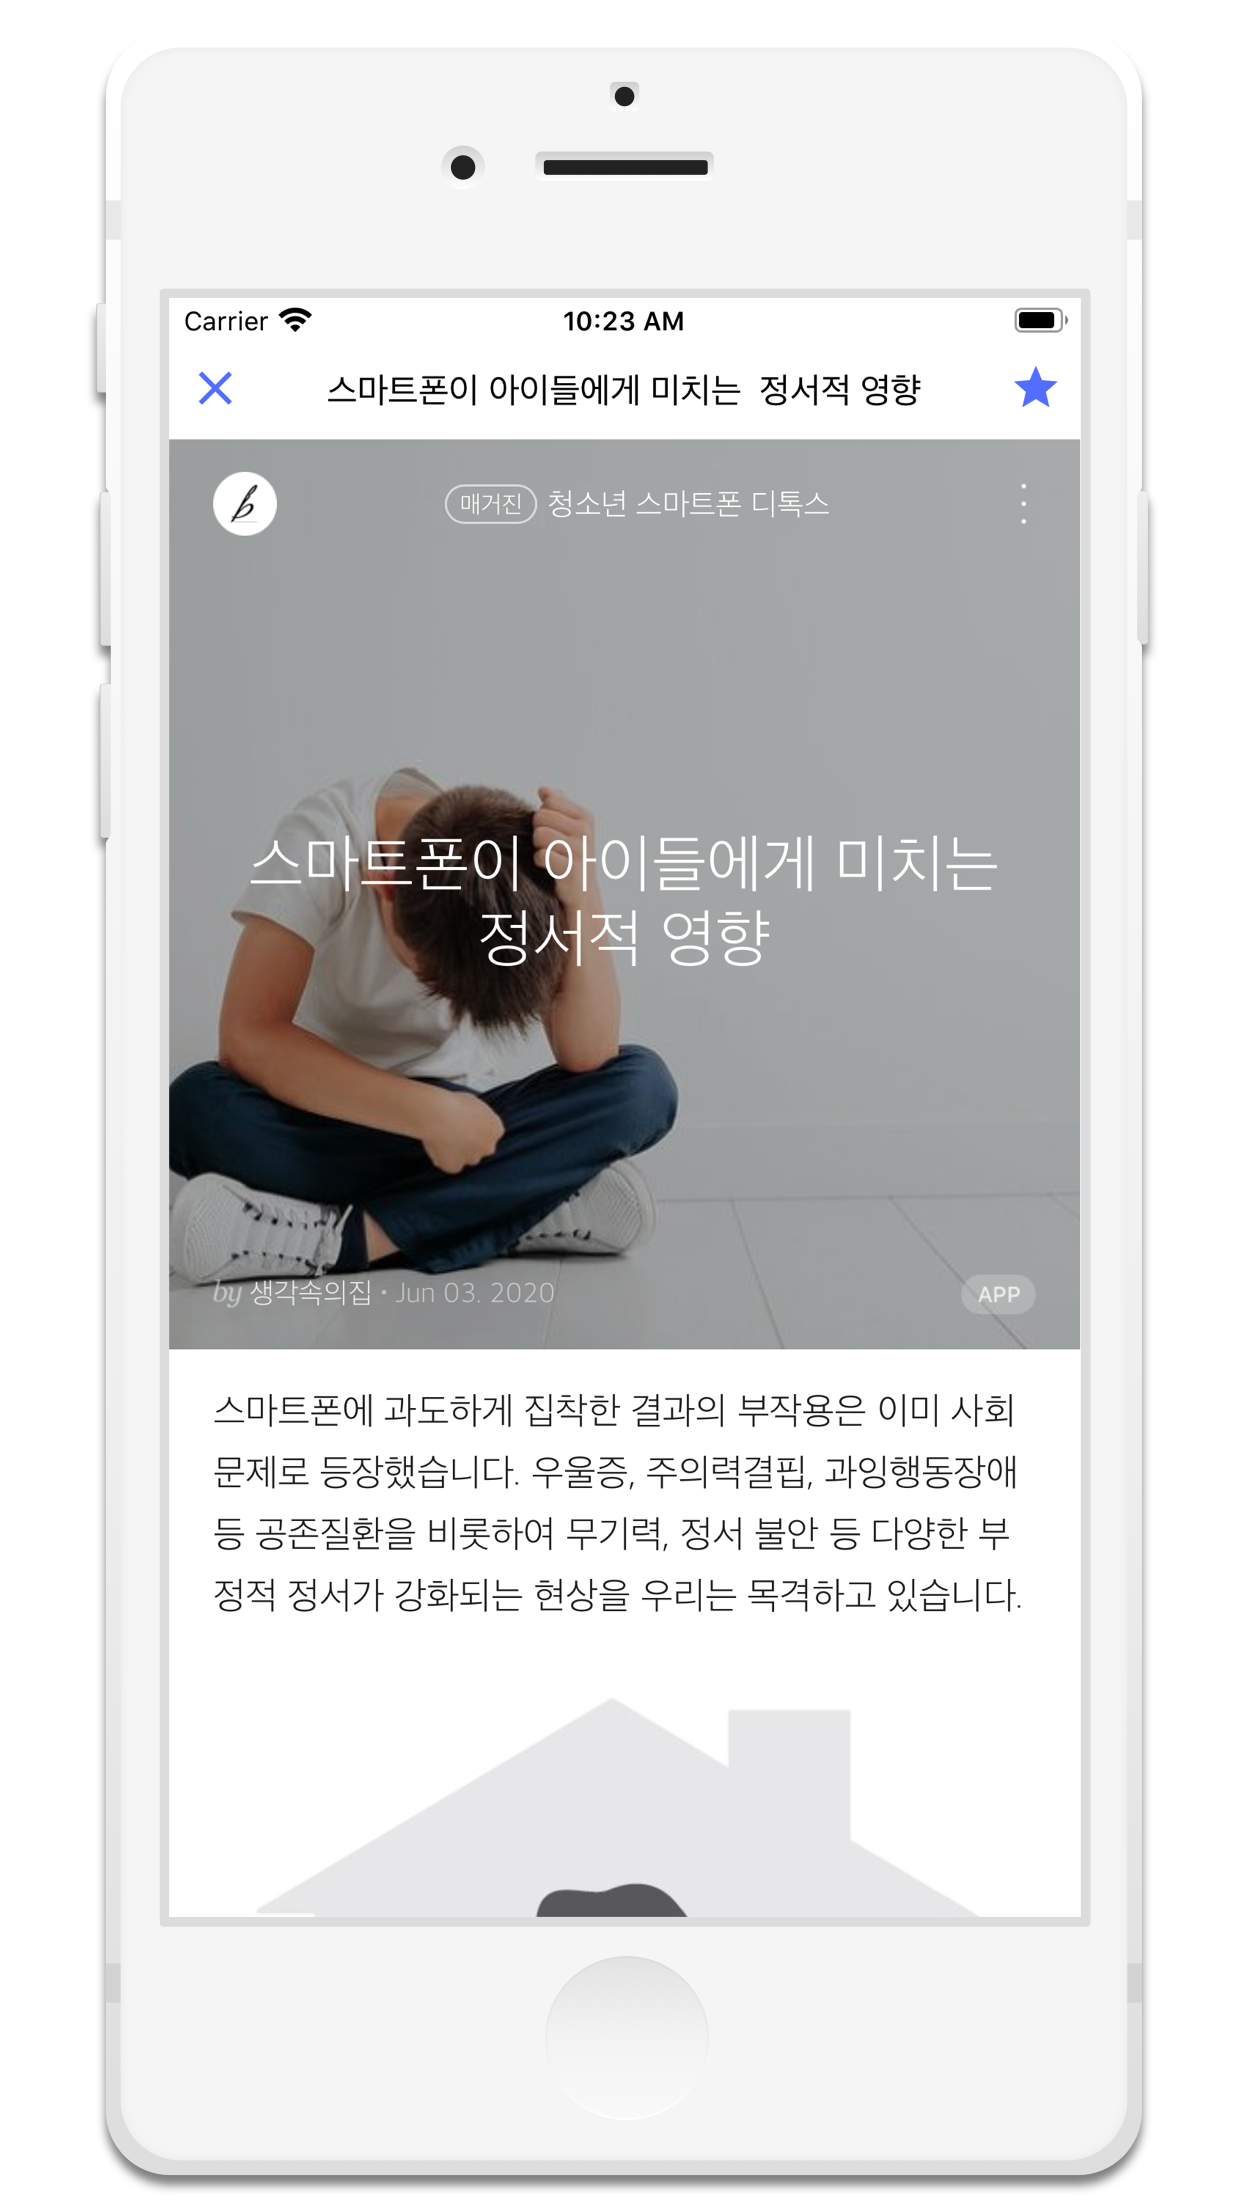 Carrier 10:23 AM
스마트폰이 아이들에게 미치는 정서적 영향
b 매거진 청소년 스마트폰 디톡스
스마트폰이 아이들에게 미치는
정서적 영향
by 생각속의집 • Jun 03. 2020 APP
스마트폰에 과도하게 집착한 결과의 부작용은 이미 사회
문제로 등장했습니다. 우울증, 주의력결핍, 과잉행동장애
등 공존질환을 비롯하여 무기력, 정서 불안 등 다양한 부
정적 정서가 강화되는 현상을 우리는 목격하고 있습니다.